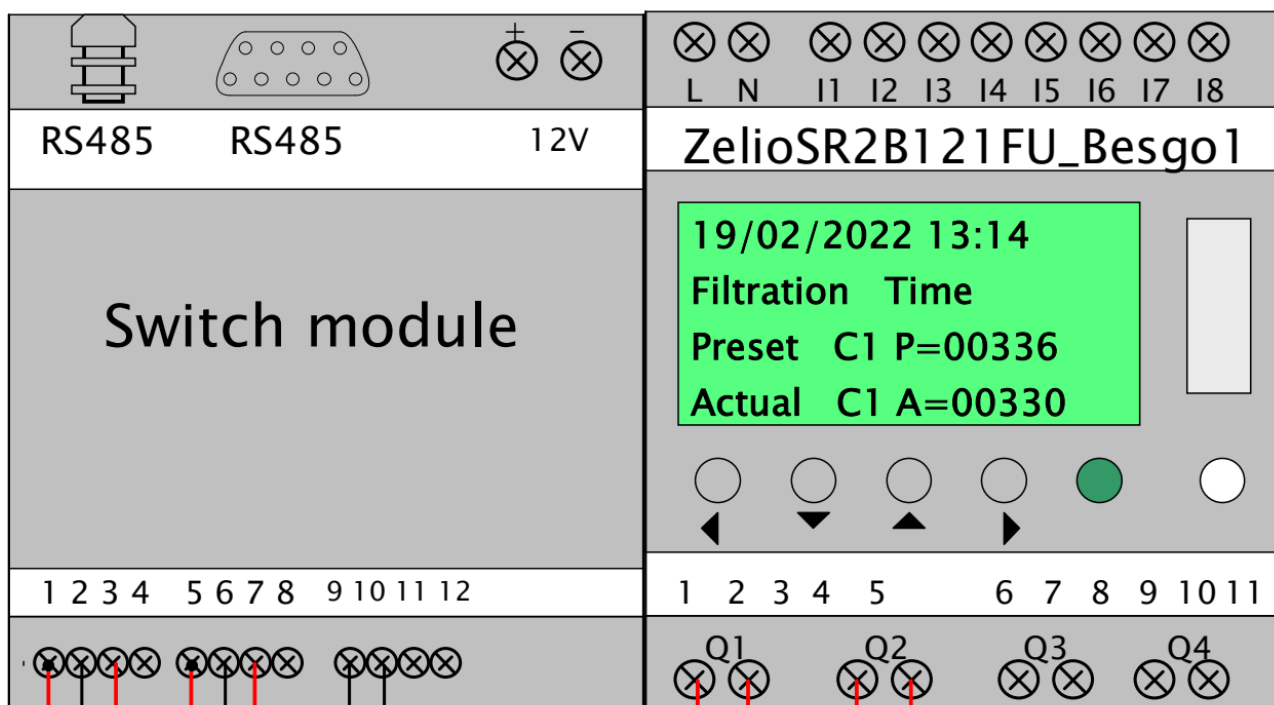 + -
RS485 RS485 12V
Switch module
1 2 3 4 5 6 7 8 9 10 11 12
L N I1 I2 I3 I4 I5 I6 I7 I8
ZelioSR2B121FU_Besgo1
19/02/2022 13:14
Filtration Time
Preset C1 P=00336
Actual C1 A=00330
1 2 3 4 5 6 7 8 9 10 11
Q1 Q2 Q3 Q4